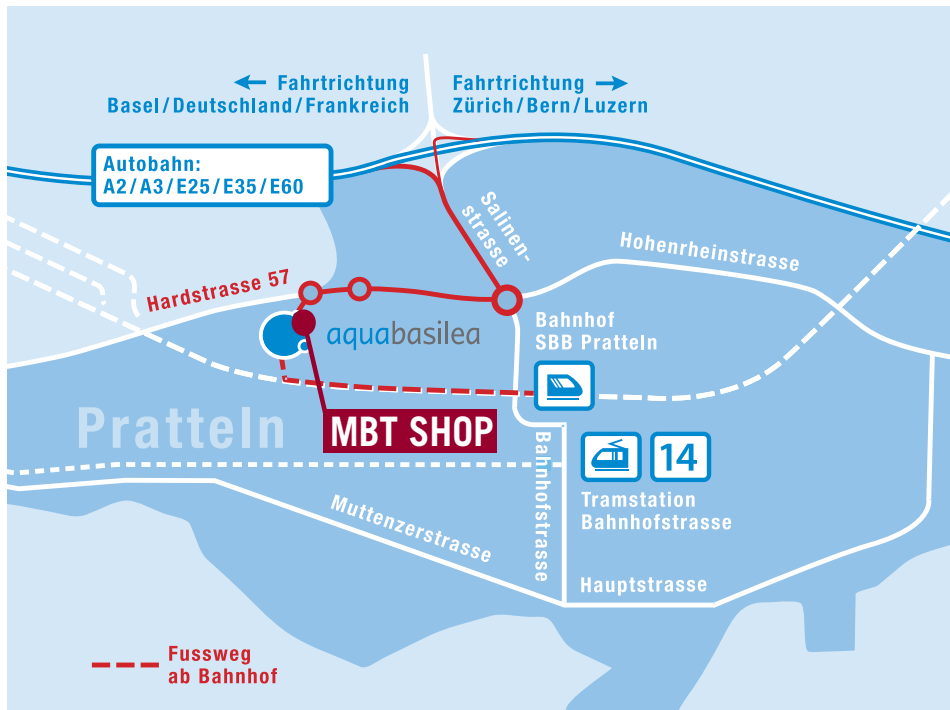 ← Fahrtrichtung
Basel/Deutschland/Frankreich
Fahrtrichtung →
Zürich/Bern/Luzern
Autobahn:
A2/A3/E25/E35/E60
Salinen-
strasse
Hohenrheinstrasse
Hardstrasse 57
aquabasilea
Bahnhof
SBB Pratteln
Pratteln
MBT SHOP
14
Tramstation
Bahnhofstrasse
Bahnhofstrasse
Muttenzerstrasse
Hauptstrasse
Fussweg
ab Bahnhof